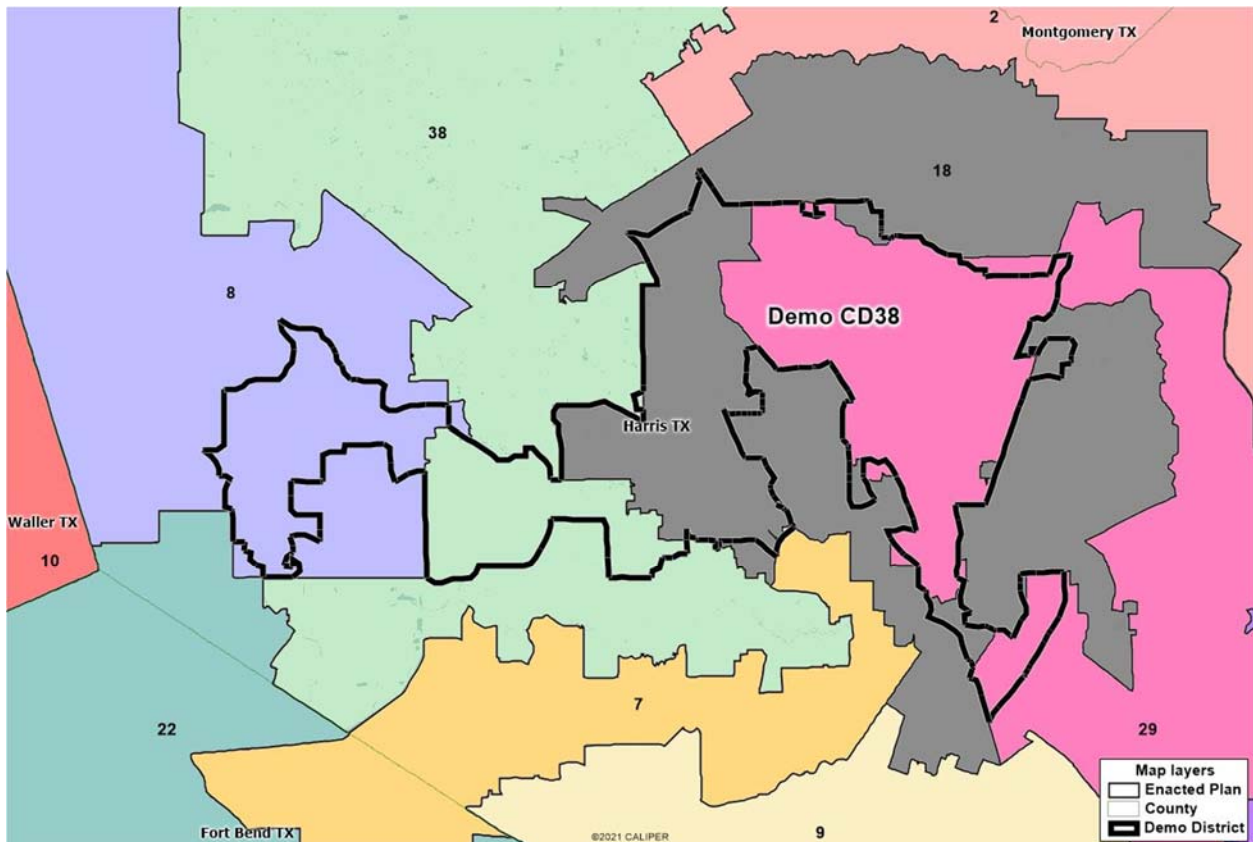 2
Montgomery TX
38
18
8
Demo CD38
Harris TX
Waller TX
10
22
7
29
Fort Bend TX
9
©2021 CALIPER
Map layers
Enacted Plan
County
Demo District